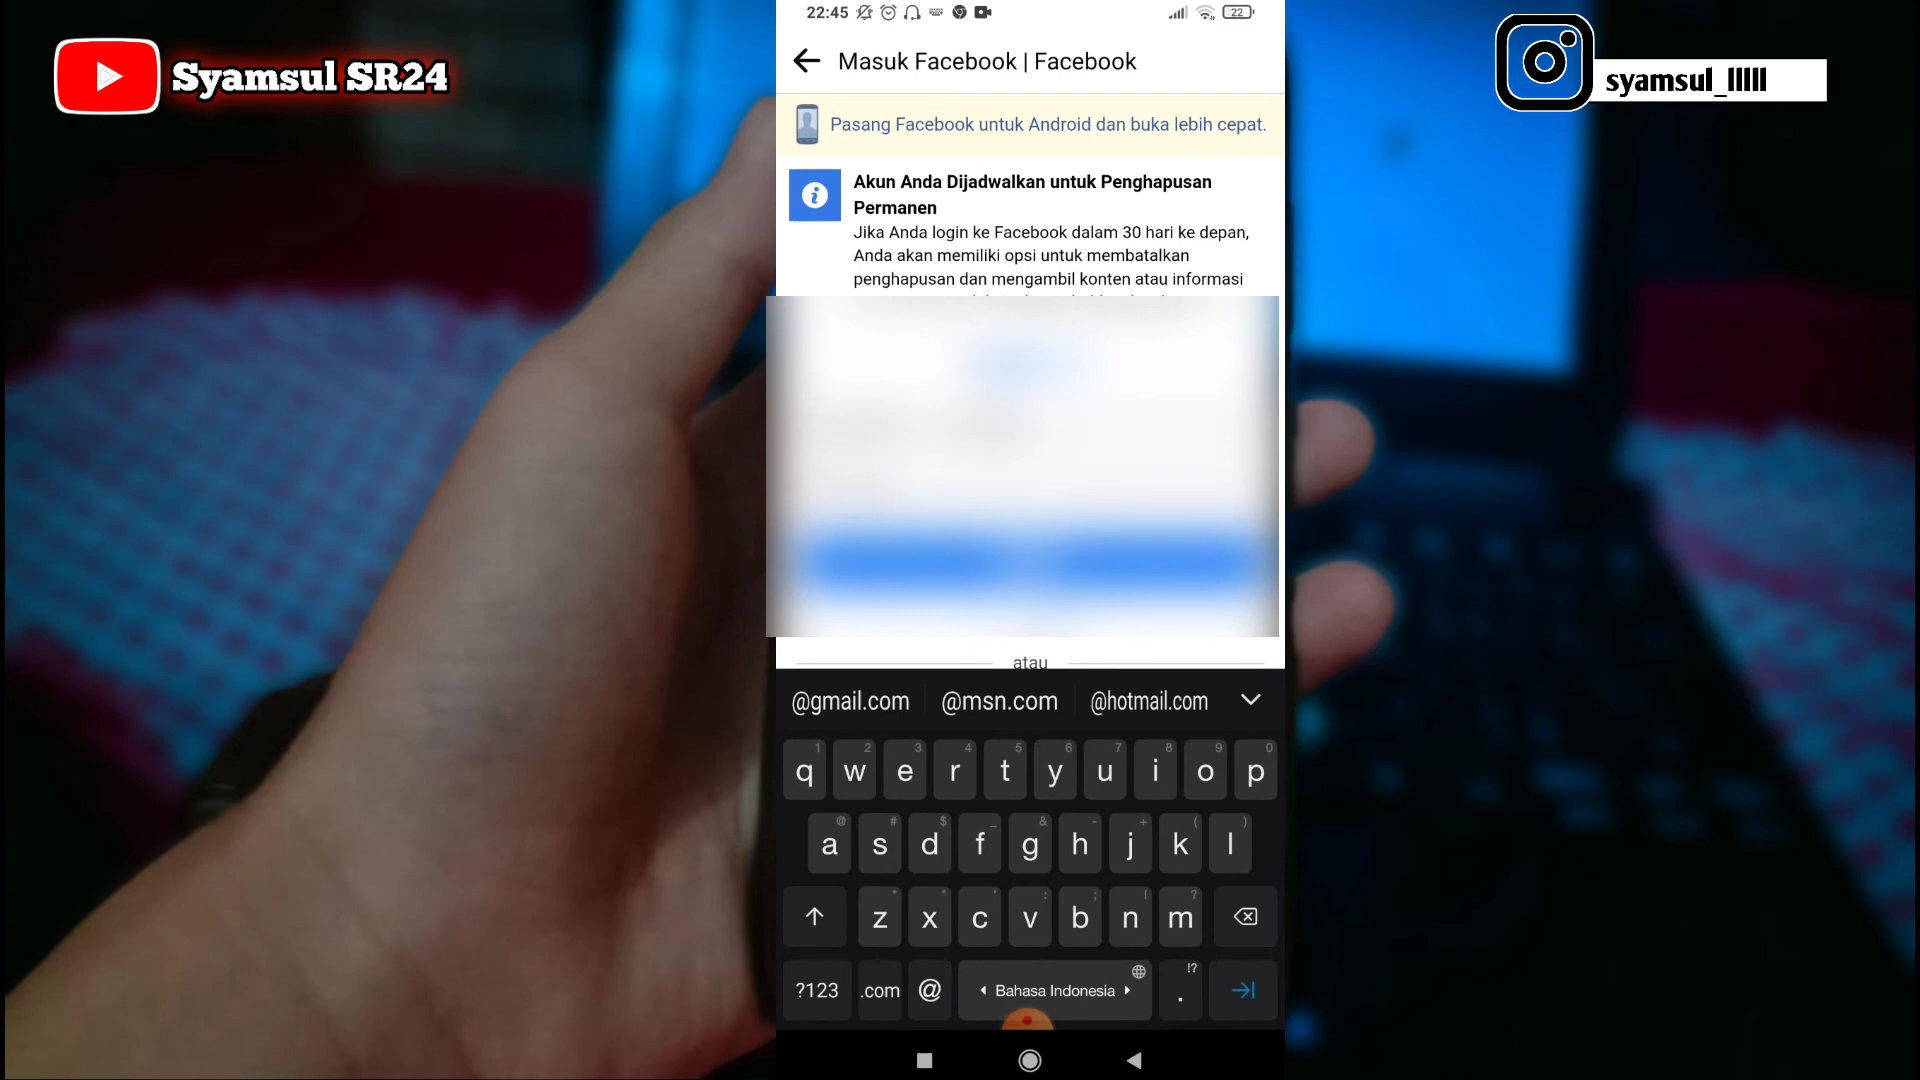 22:45
22
Syamsul SR24
syamsul_lllll
Masuk Facebook | Facebook
Pasang Facebook untuk Android dan buka lebih cepat.
Akun Anda Dijadwalkan untuk Penghapusan
Permanen
Jika Anda login ke Facebook dalam 30 hari ke depan,
Anda akan memiliki opsi untuk membatalkan
penghapusan dan mengambil konten atau informasi
atau
@gmail.com @msn.com @hotmail.com
1 2 3 4 5 6 7 8 9 0
q w e r t y u i o p
@ # $ _ & - + ( )
a s d f g h j k l
* " ' : ; ! ?
z x c v b n m
!?
?123 .com @ Bahasa Indonesia .